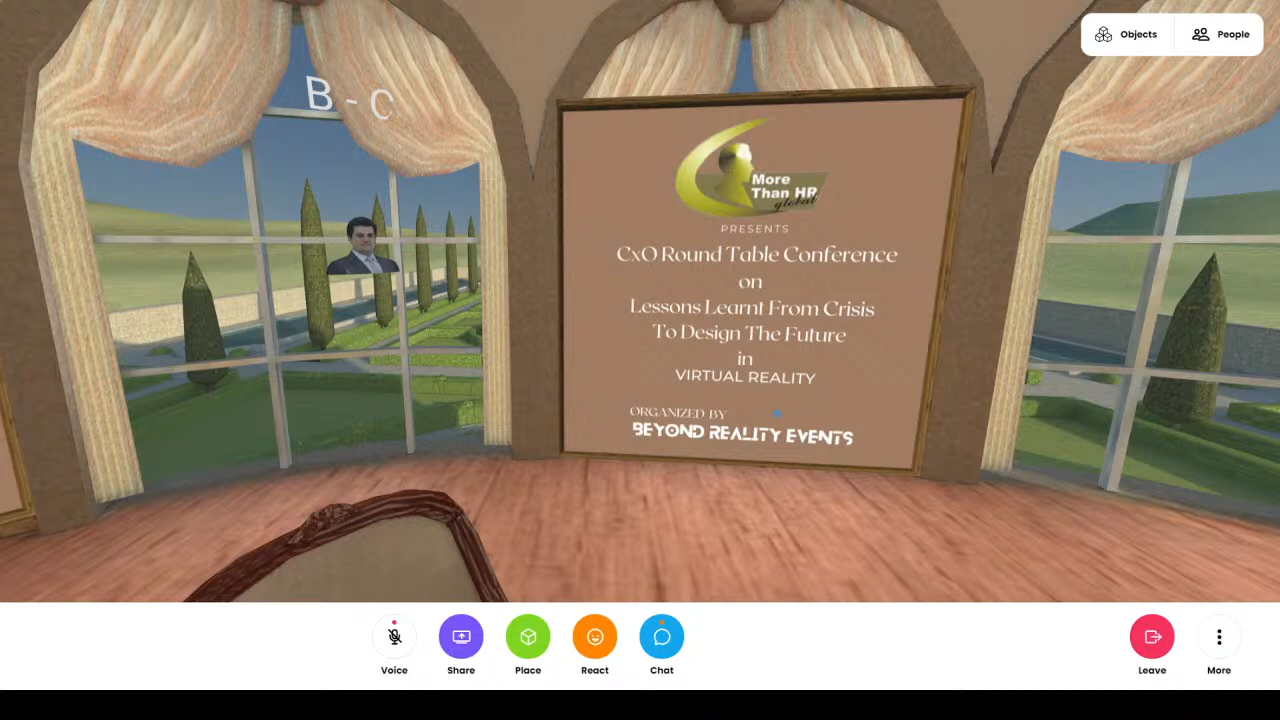 Objects
People
B - C
More
Than HR
global
PRESENTS
CxO Round Table Conference
on
Lessons Learnt From Crisis
To Design The Future
in
VIRTUAL REALITY
ORGANIZED BY
BEYOND REALITY EVENTS
Voice
Share
Place
React
Chat
Leave
More